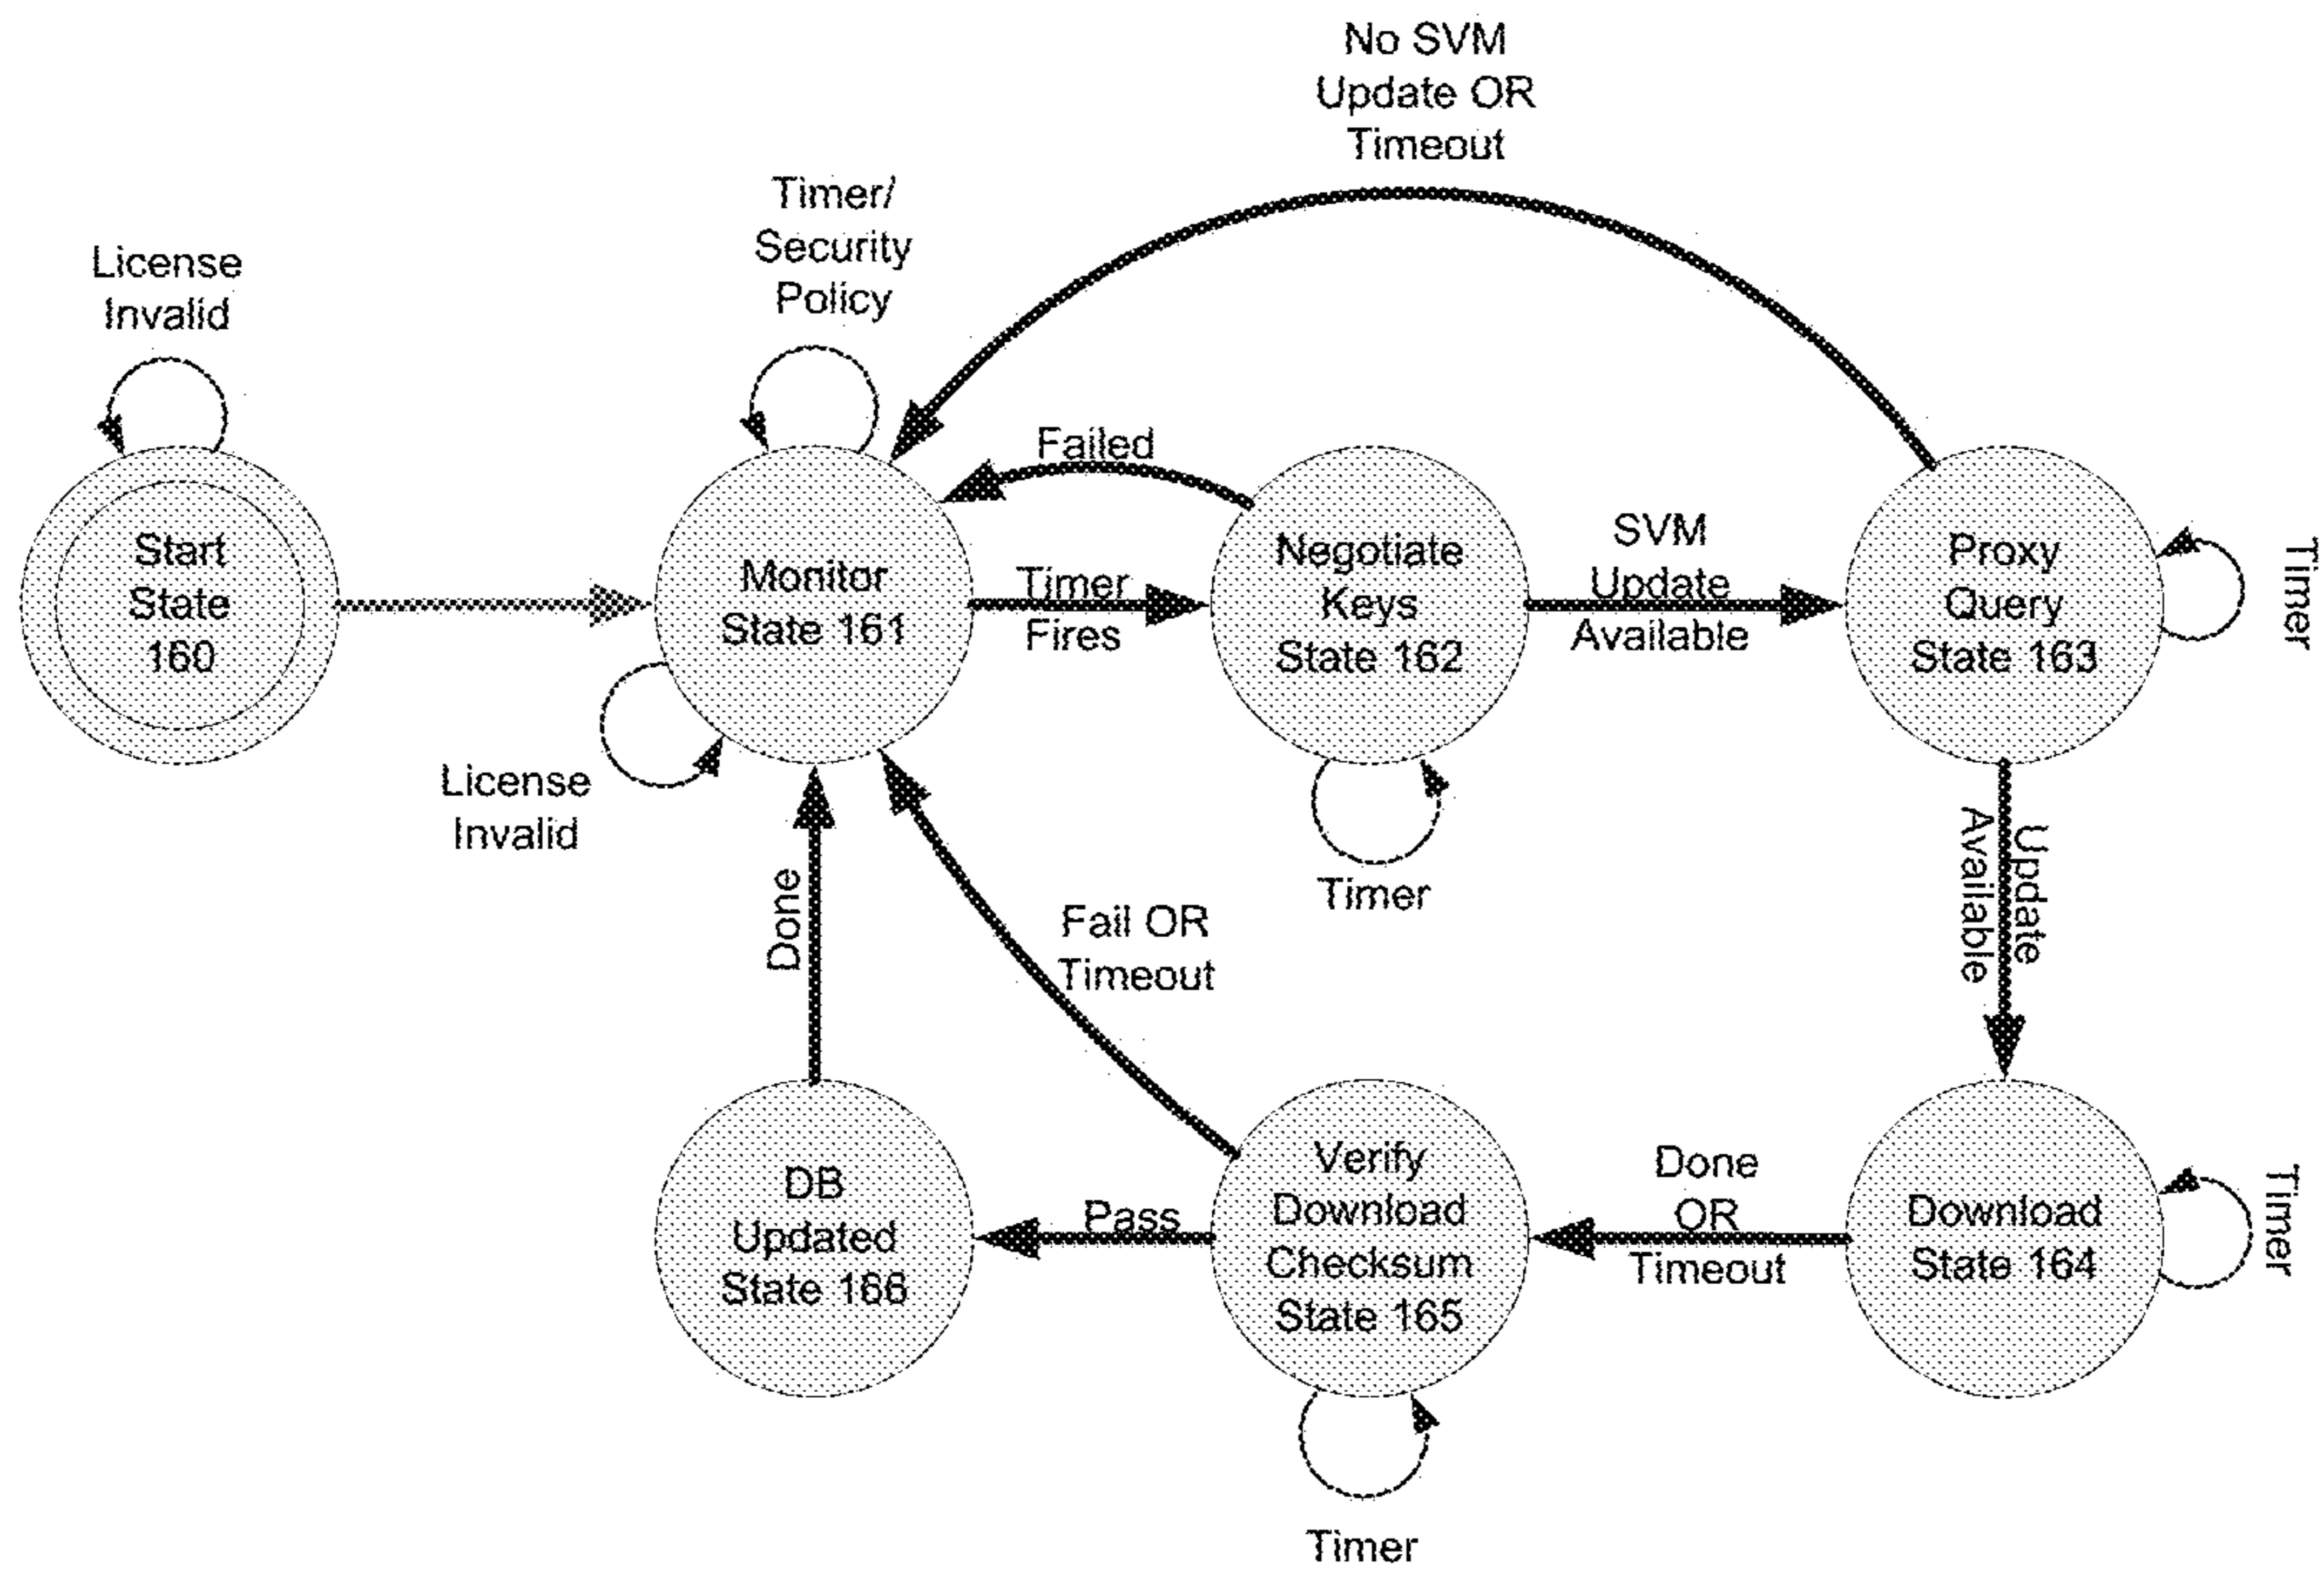 No SVM
Update OR
Timeout
Timer/
Security
Policy
License
Invalid
Failed
Start
State
160
Monitor
State 161
Timer
Fires
Negotiate
Keys
State 162
SVM
Update
Available
Proxy
Query
State 163
Timer
License
Invalid
Timer
Update
Available
Done
Fail OR
Timeout
DB
Updated
State 166
Pass
Verify
Download
Checksum
State 165
Done
OR
Timeout
Download
State 164
Timer
Timer